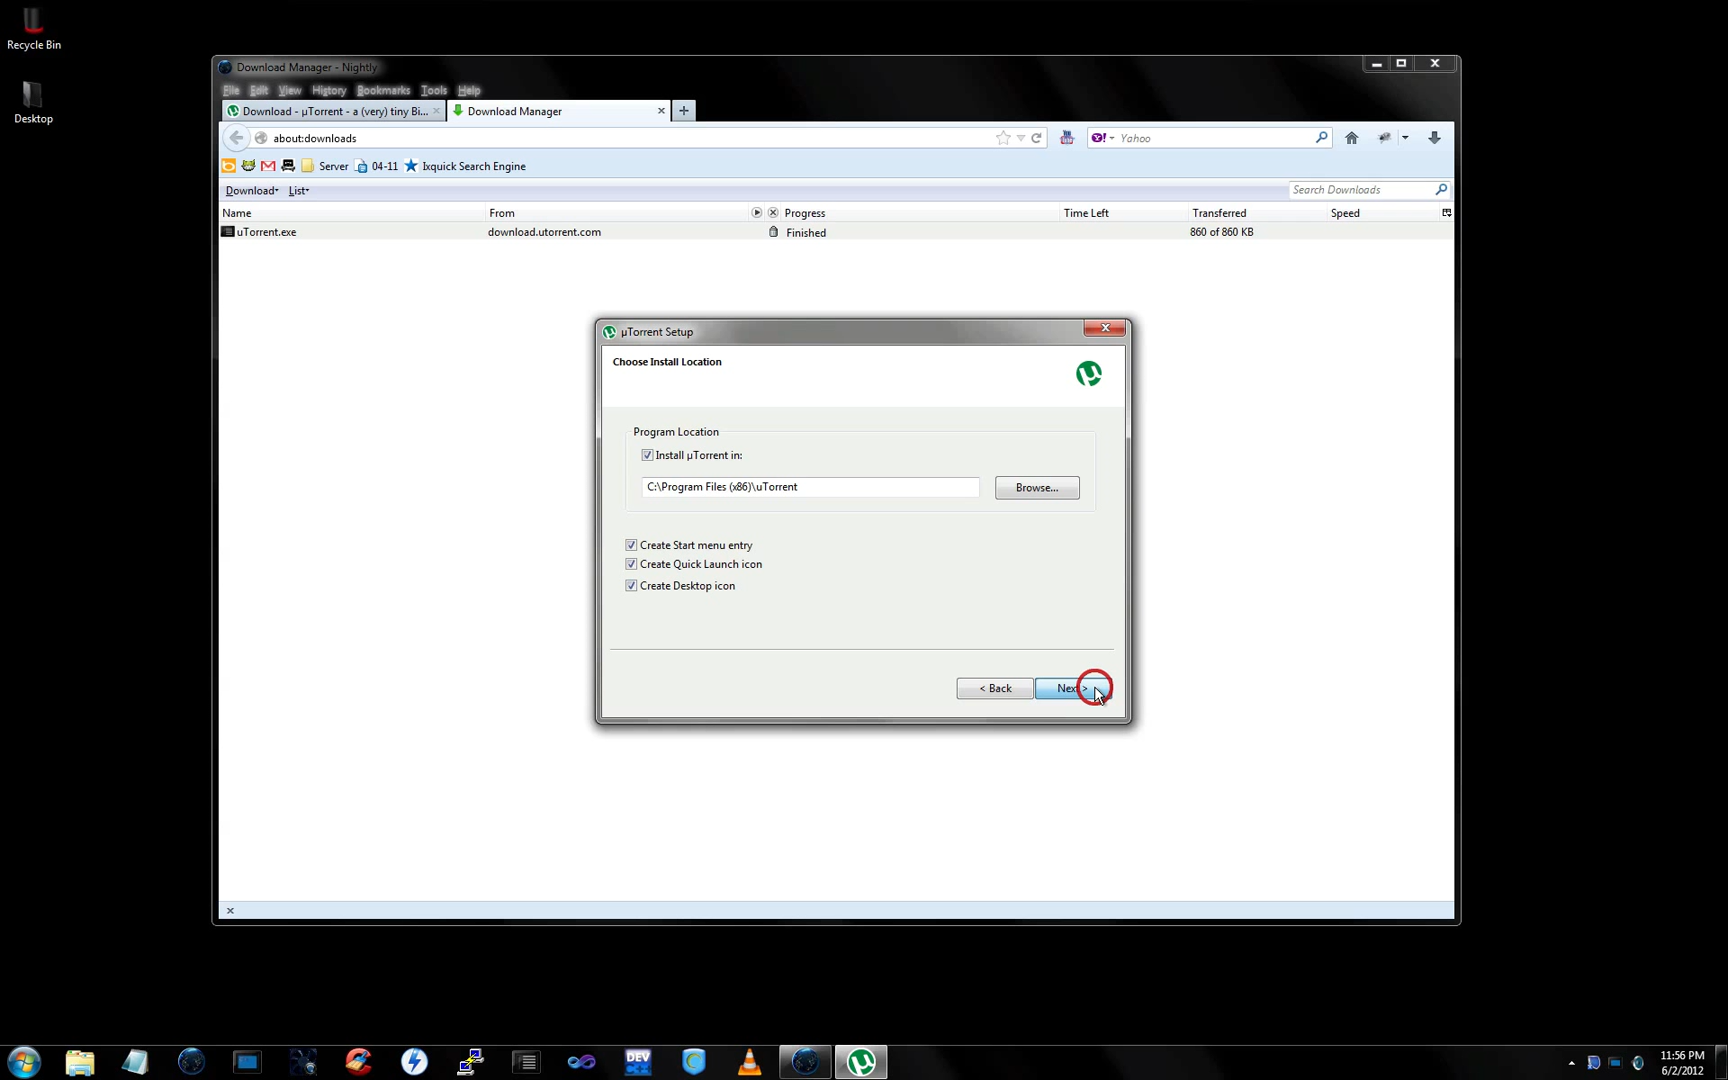 Recycle Bin
Desktop
Download Manager - Nightly
File Edit View History Bookmarks Tools Help
Download - µTorrent - a (very) tiny Bi...
Download Manager
about:downloads
Y! Yahoo
Server 04-11 Ixquick Search Engine
Download List
Search Downloads
Name From Progress Time Left Transferred Speed
uTorrent.exe download.utorrent.com Finished 860 of 860 KB
µTorrent Setup
Choose Install Location
Program Location
Install µTorrent in:
C:\Program Files (x86)\uTorrent
Browse...
Create Start menu entry
Create Quick Launch icon
Create Desktop icon
< Back
Next >
DEV C++
11:56 PM
6/2/2012